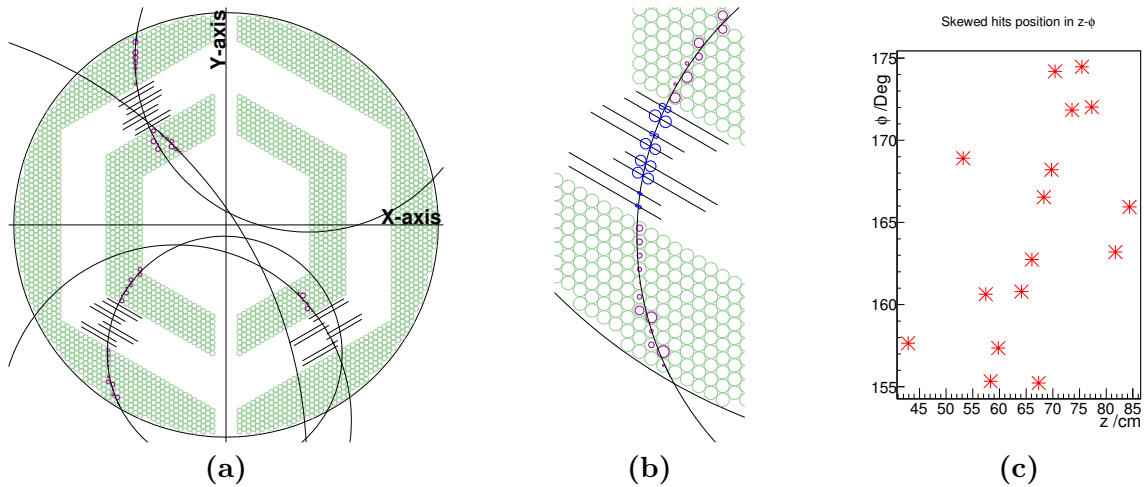 Y-axis
X-axis
(a)
(b)
Skewed hits position in z-ϕ
ϕ /Deg
175
170
165
160
155
45 50 55 60 65 70 75 80 85
z /cm
(c)